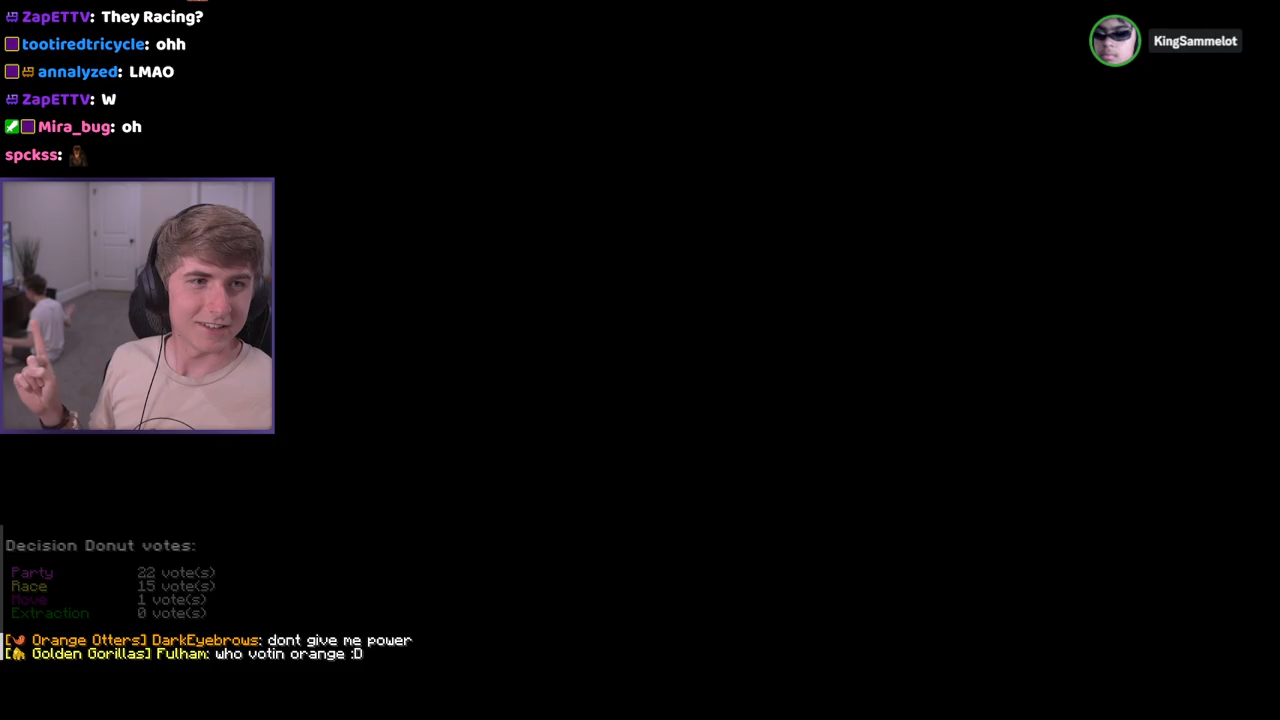 ZapETTV: They Racing?
tootiredtricycle: ohh
annalyzed: LMAO
ZapETTV: W
Mira_bug: oh
spckss:
KingSammelot
Decision Donut votes:
Party 22 vote(s)
Race 15 vote(s)
Move 1 vote(s)
Extraction 0 vote(s)
[ Orange Otters] DarkEyebrows: dont give me power
[ Golden Gorillas] Fulham: who votin orange :D